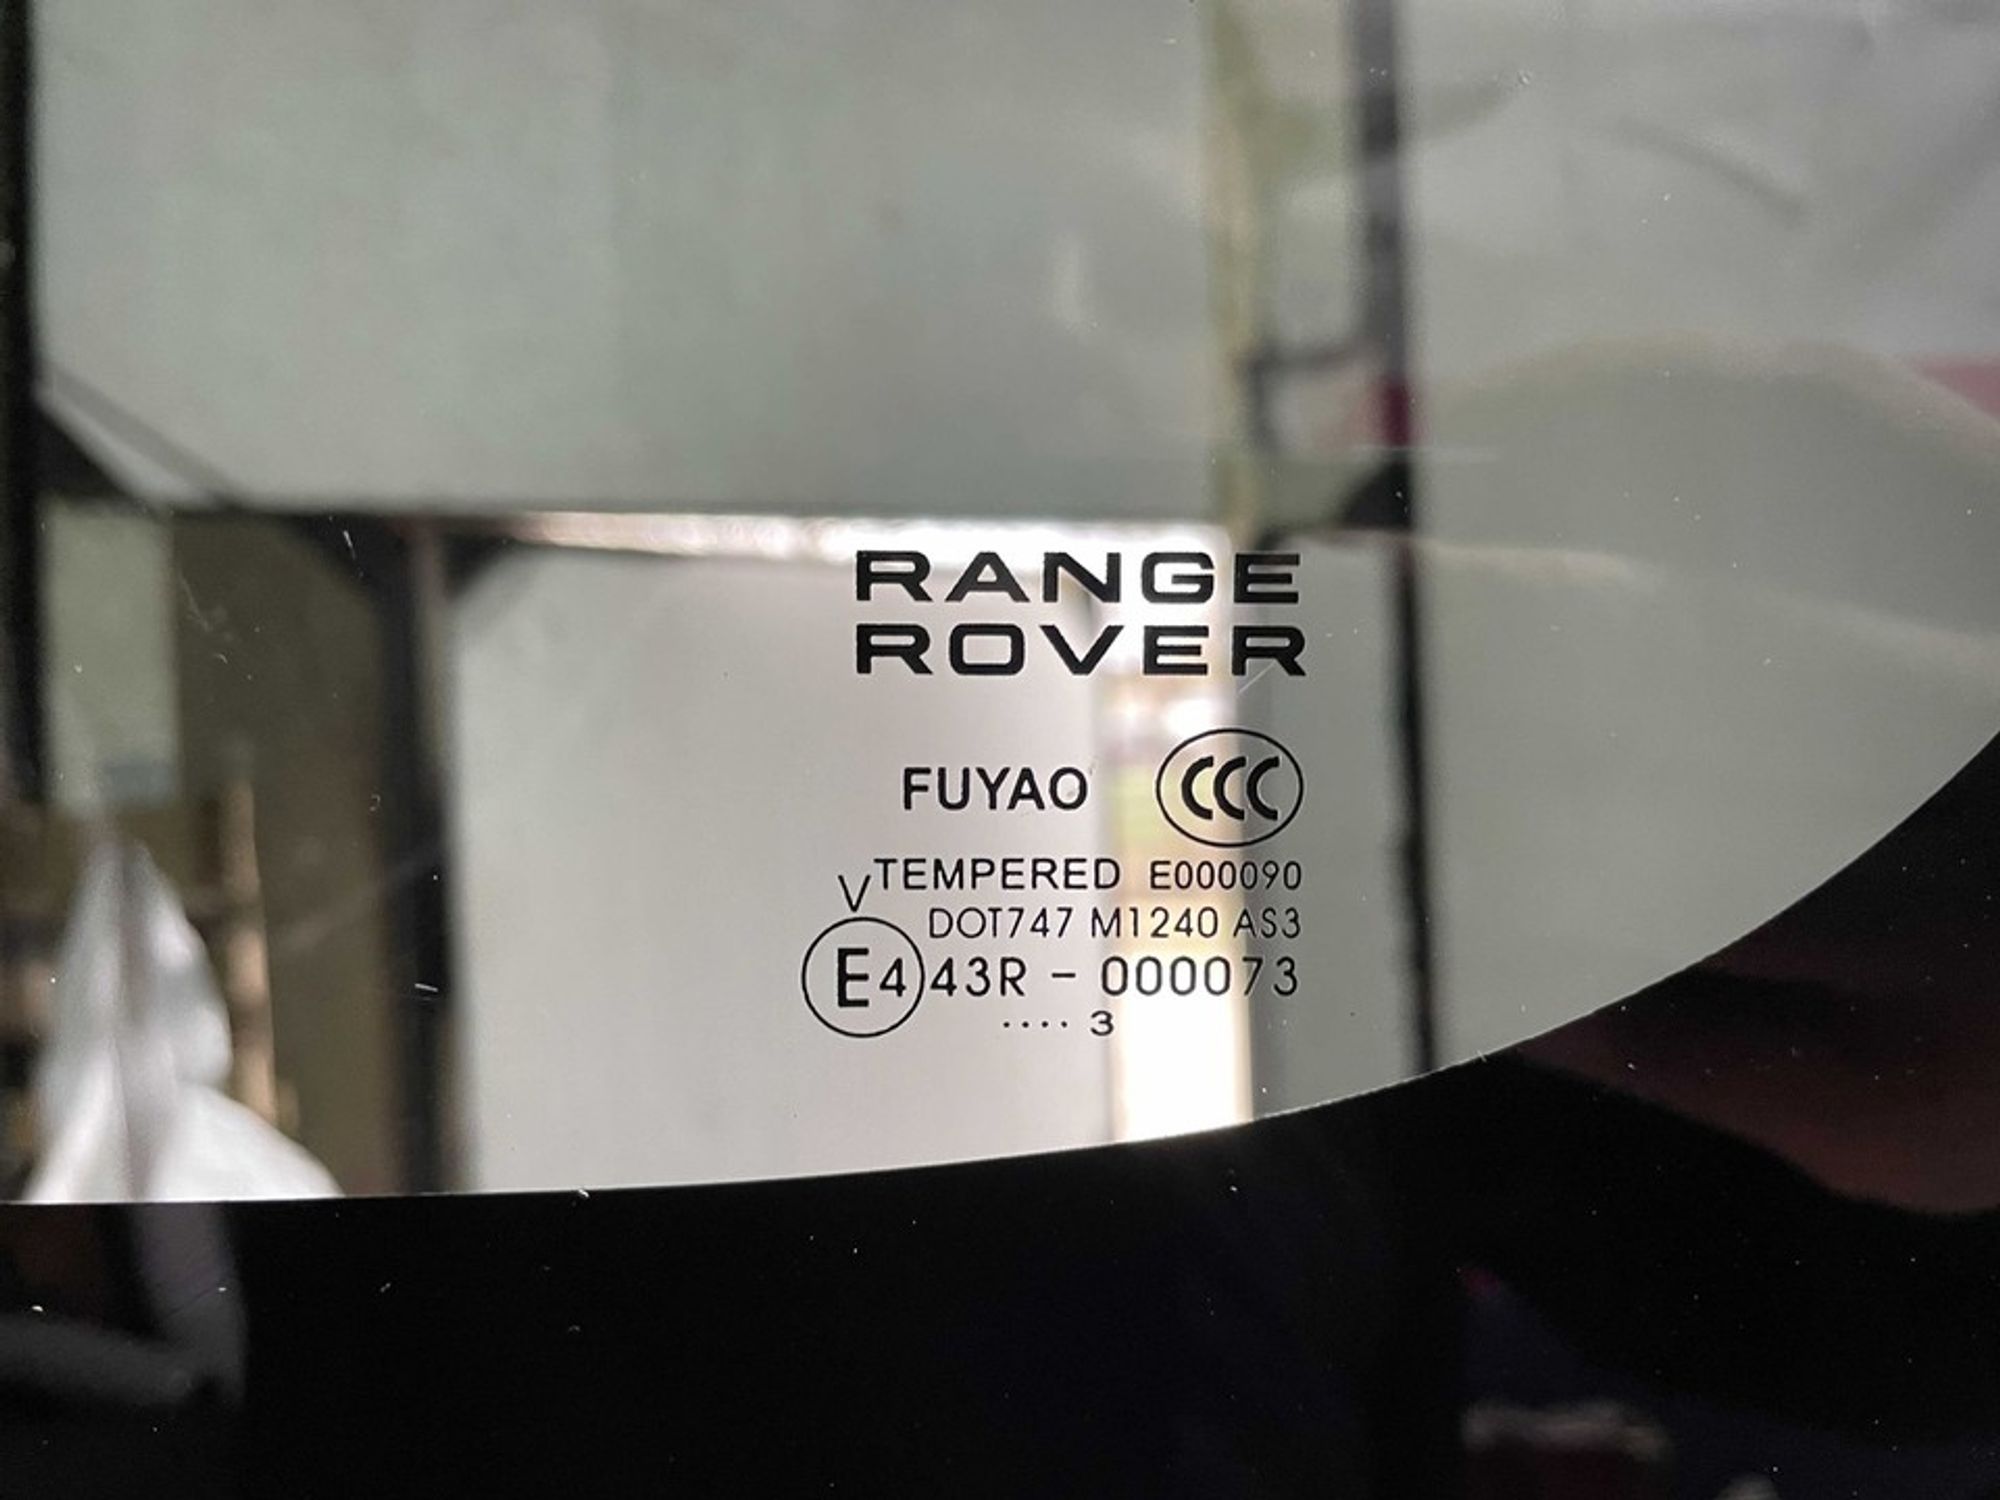 RANGE
ROVER
FUYAO CCC
TEMPERED E000090
V
DOT747 M1240 AS3
E4 43R - 000073
.... 3